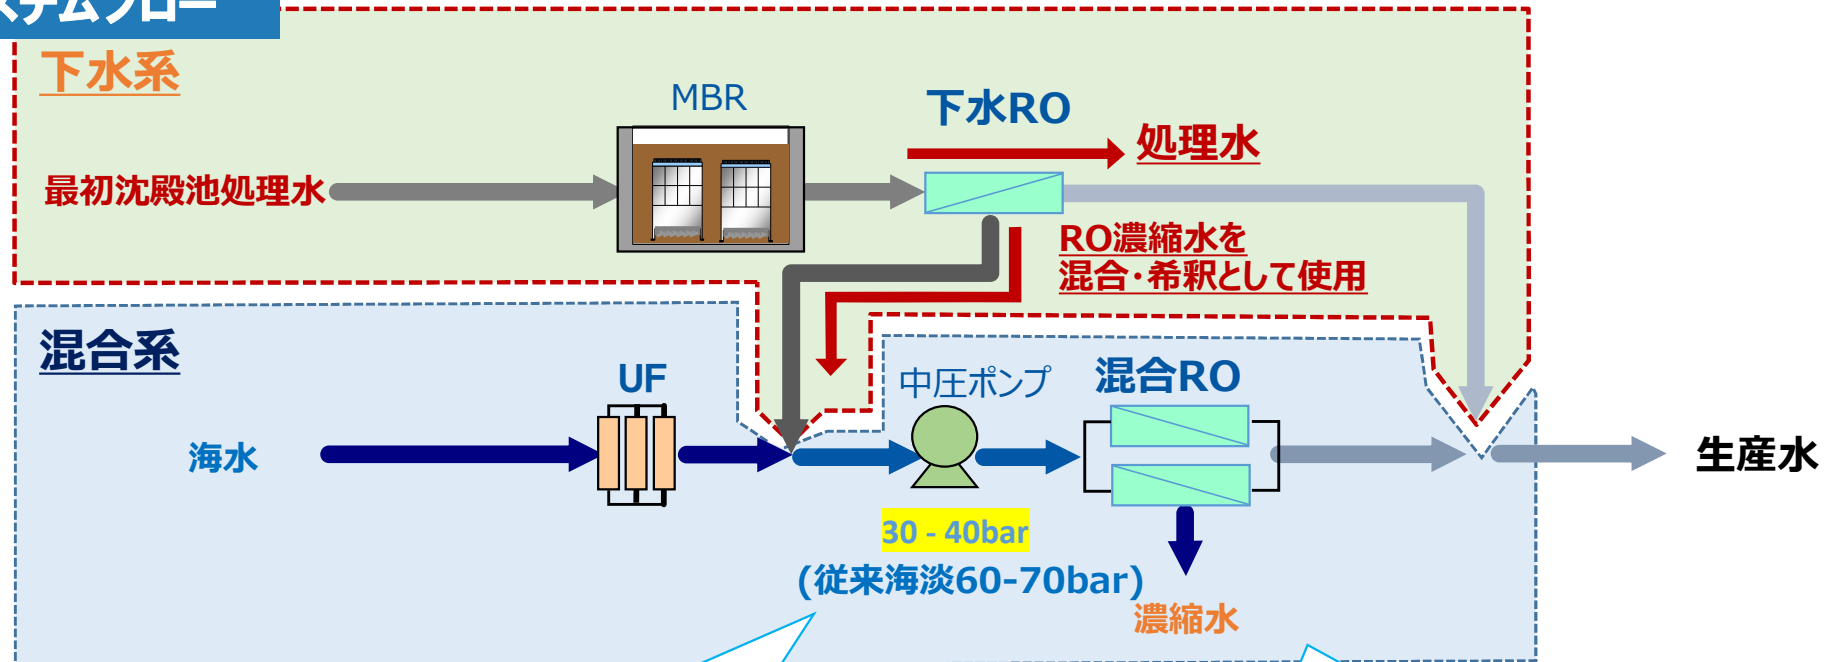 ステムフロー
下水系
MBR
下水RO
処理水
最初沈殿池処理水
RO濃縮水を
混合・希釈として使用
混合系
UF
中圧ポンプ
混合RO
海水
生産水
30 - 40bar
(従来海淡60-70bar)
濃縮水